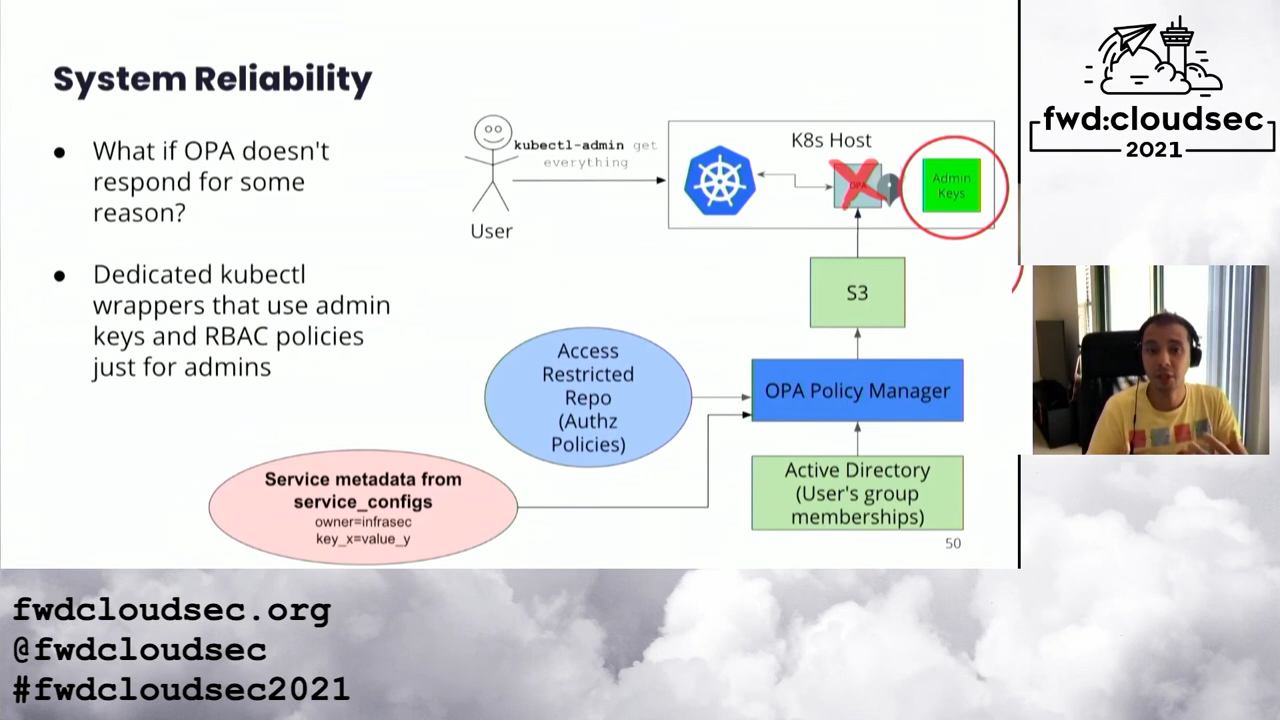 System Reliability
● What if OPA doesn't
respond for some
reason?
● Dedicated kubectl
wrappers that use admin
keys and RBAC policies
just for admins
kubectl-admin get
everything
User
K8s Host
OPA
Admin
Keys
S3
Access
Restricted
Repo
(Authz
Policies)
OPA Policy Manager
Service metadata from
service_configs
owner=infrasec
key_x=value_y
Active Directory
(User's group
memberships)
50
fwd:cloudsec
2021
fwdcloudsec.org
@fwdcloudsec
#fwdcloudsec2021